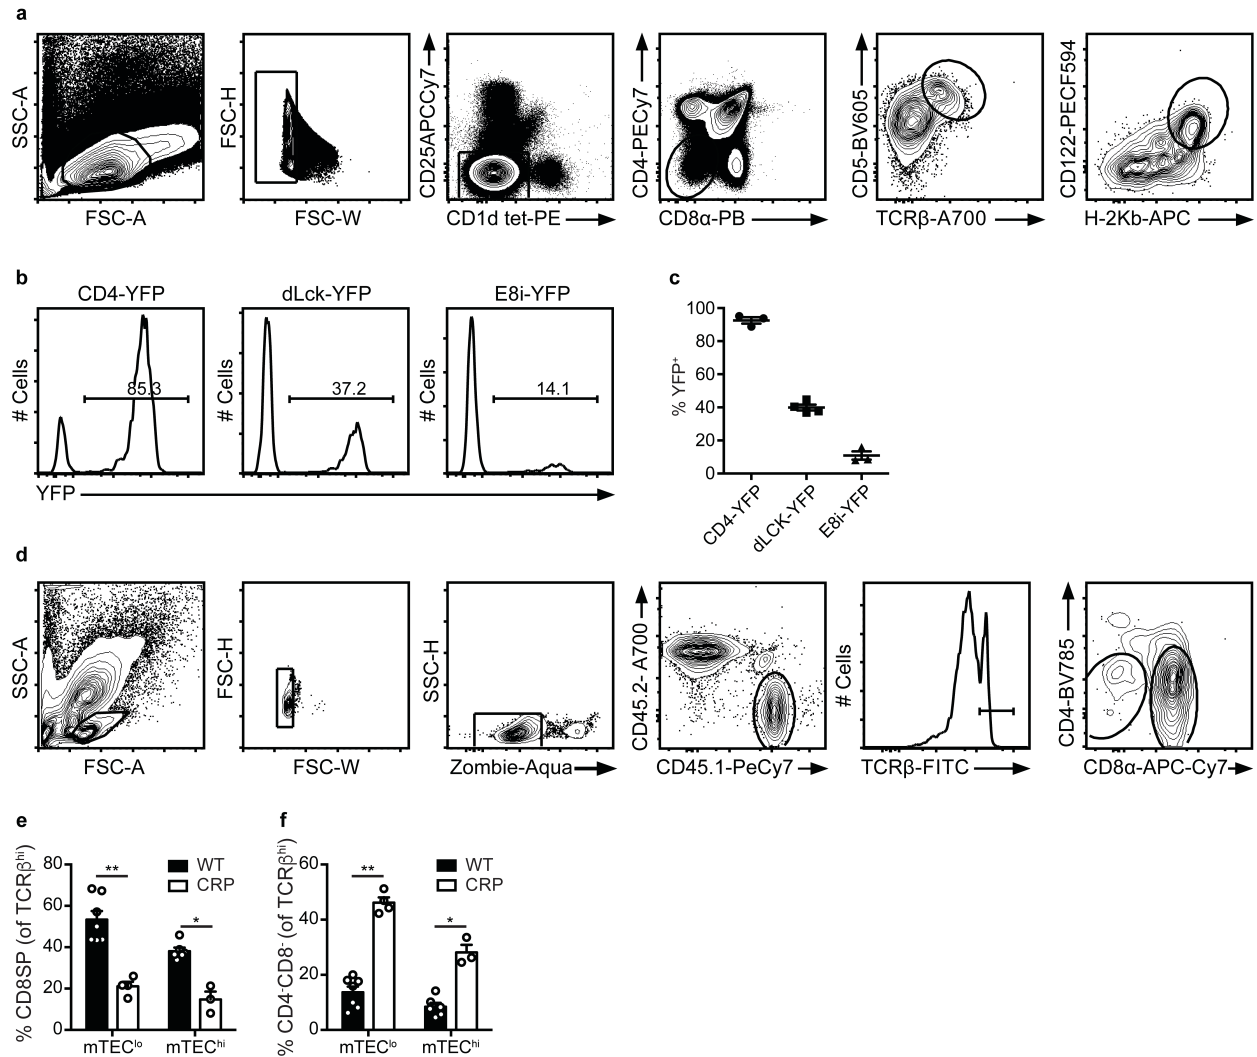 a
SSC-A
FSC-A
FSC-H
FSC-W
CD25APCCy7
CD1d tet-PE
CD4-PECy7
CD8α-PB
CD5-BV605
TCRβ-A700
CD122-PECF594
H-2Kb-APC
b
CD4-YFP
dLck-YFP
E8i-YFP
# Cells
85.3
# Cells
37.2
# Cells
14.1
YFP
c
% YFP+
100
80
60
40
20
0
CD4-YFP
dLCK-YFP
E8i-YFP
d
SSC-A
FSC-A
FSC-H
FSC-W
SSC-H
Zombie-Aqua
CD45.2- A700
CD45.1-PeCy7
# Cells
TCRβ-FITC
CD4-BV785
CD8α-APC-Cy7
e
% CD8SP (of TCRβhi)
80
60
40
20
0
**
*
WT
CRP
mTEClo
mTEChi
f
% CD4-CD8- (of TCRβhi)
60
40
20
0
**
*
WT
CRP
mTEClo
mTEChi